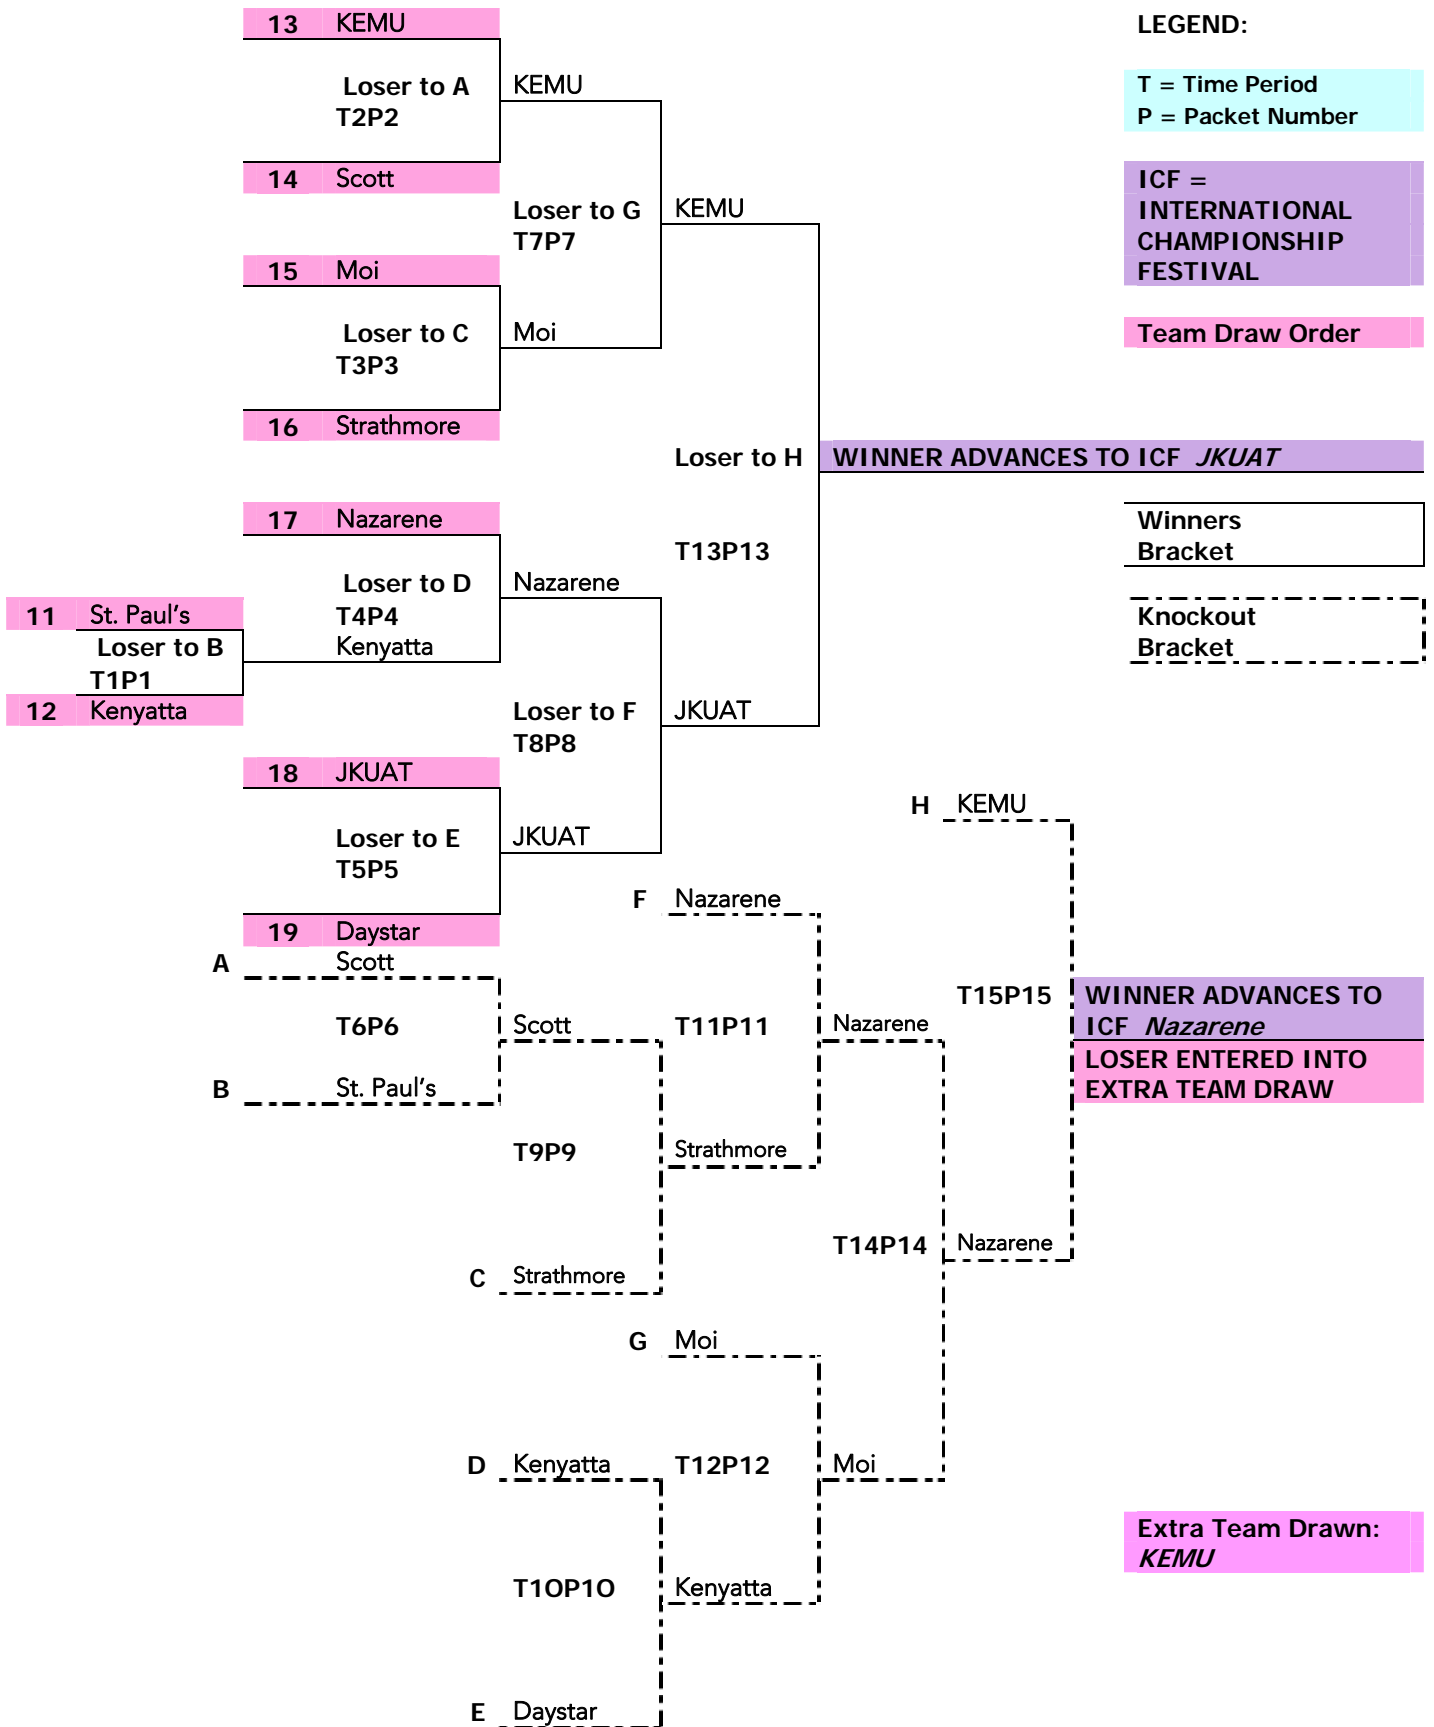 13 KEMU
LEGEND:
Loser to A
KEMU
T = Time Period
T2P2
P = Packet Number
14 Scott
ICF =
Loser to G
KEMU
INTERNATIONAL
T7P7
CHAMPIONSHIP
15 Moi
FESTIVAL
Loser to C
Moi
Team Draw Order
T3P3
16 Strathmore
Loser to H
WINNER ADVANCES TO ICF JKUAT
17 Nazarene
Winners
T13P13
Bracket
Loser to D
Nazarene
11 St. Paul's
T4P4
Knockout
Loser to B
Kenyatta
Bracket
T1P1
12 Kenyatta
Loser to F
JKUAT
T8P8
18 JKUAT
H KEMU
Loser to E
JKUAT
T5P5
F Nazarene
19 Daystar
A Scott
T15P15
WINNER ADVANCES TO
T6P6
Scott
T11P11
Nazarene
ICF Nazarene
LOSER ENTERED INTO
B St. Paul's
EXTRA TEAM DRAW
T9P9
Strathmore
T14P14
Nazarene
C Strathmore
G Moi
D Kenyatta
T12P12
Moi
Extra Team Drawn:
KEMU
T10P10
Kenyatta
E Daystar